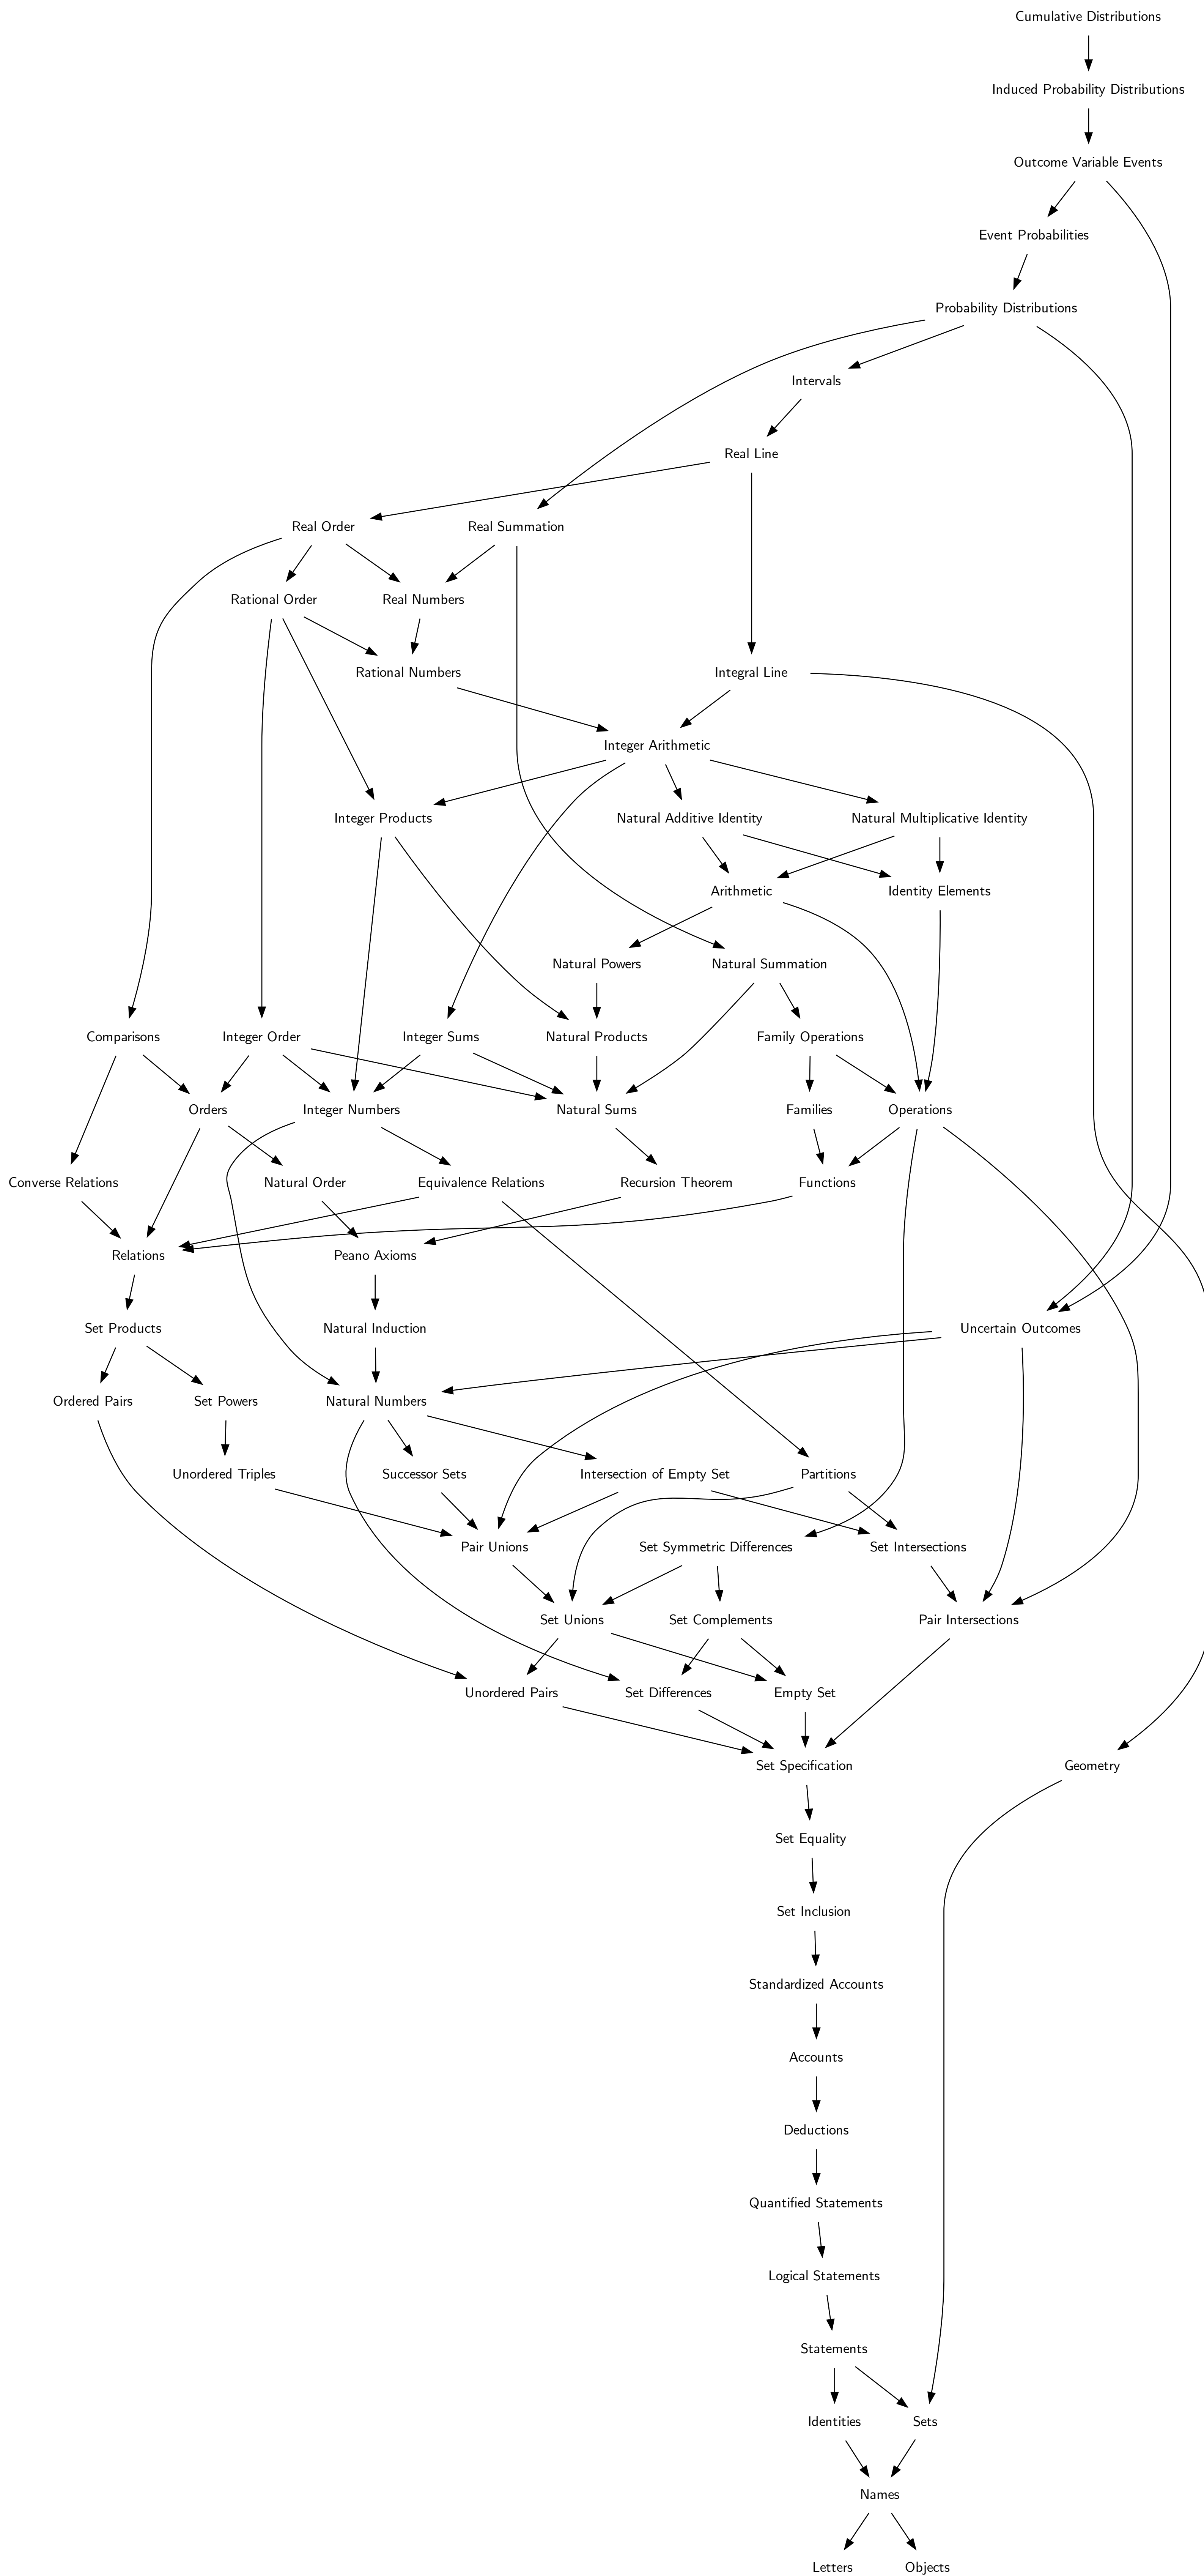 Cumulative Distributions
Induced Probability Distributions
Outcome Variable Events
Event Probabilities
Probability Distributions
Intervals
Real Line
Real Order
Real Summation
Rational Order
Real Numbers
Rational Numbers
Integral Line
Integer Arithmetic
Integer Products
Natural Additive Identity
Natural Multiplicative Identity
Arithmetic
Identity Elements
Natural Powers
Natural Summation
Comparisons
Integer Order
Integer Sums
Natural Products
Family Operations
Orders
Integer Numbers
Natural Sums
Families
Operations
Converse Relations
Natural Order
Equivalence Relations
Recursion Theorem
Functions
Relations
Peano Axioms
Set Products
Natural Induction
Uncertain Outcomes
Ordered Pairs
Set Powers
Natural Numbers
Unordered Triples
Successor Sets
Intersection of Empty Set
Partitions
Pair Unions
Set Symmetric Differences
Set Intersections
Set Unions
Set Complements
Pair Intersections
Unordered Pairs
Set Differences
Empty Set
Set Specification
Geometry
Set Equality
Set Inclusion
Standardized Accounts
Accounts
Deductions
Quantified Statements
Logical Statements
Statements
Identities
Sets
Names
Letters
Objects